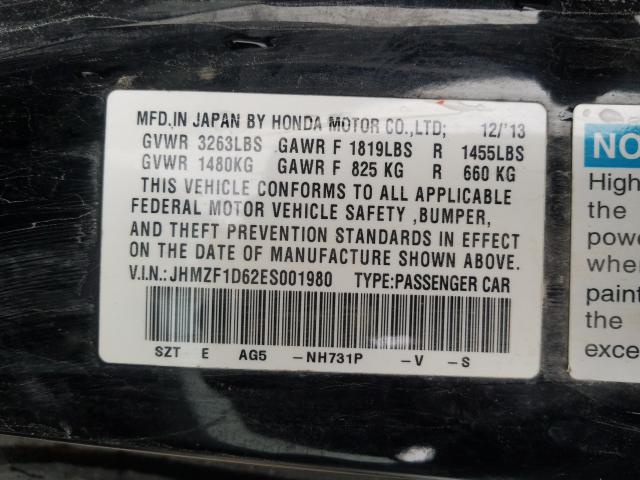 MFD,IN JAPAN BY HONDA MOTOR CO.,LTD; 12/'13
GVWR 3263LBS GAWR F 1819LBS R 1455LBS
GVWR 1480KG GAWR F 825 KG R 660 KG
THIS VEHICLE CONFORMS TO ALL APPLICABLE
FEDERAL MOTOR VEHICLE SAFETY ,BUMPER,
AND THEFT PREVENTION STANDARDS IN EFFECT
ON THE DATE OF MANUFACTURE SHOWN ABOVE.
V.I.N.: JHMZF1D62ES001980 TYPE:PASSENGER CAR
SZT E AG5 -NH731P -V -S
NO
High
the
powe
when
paint
the
exce